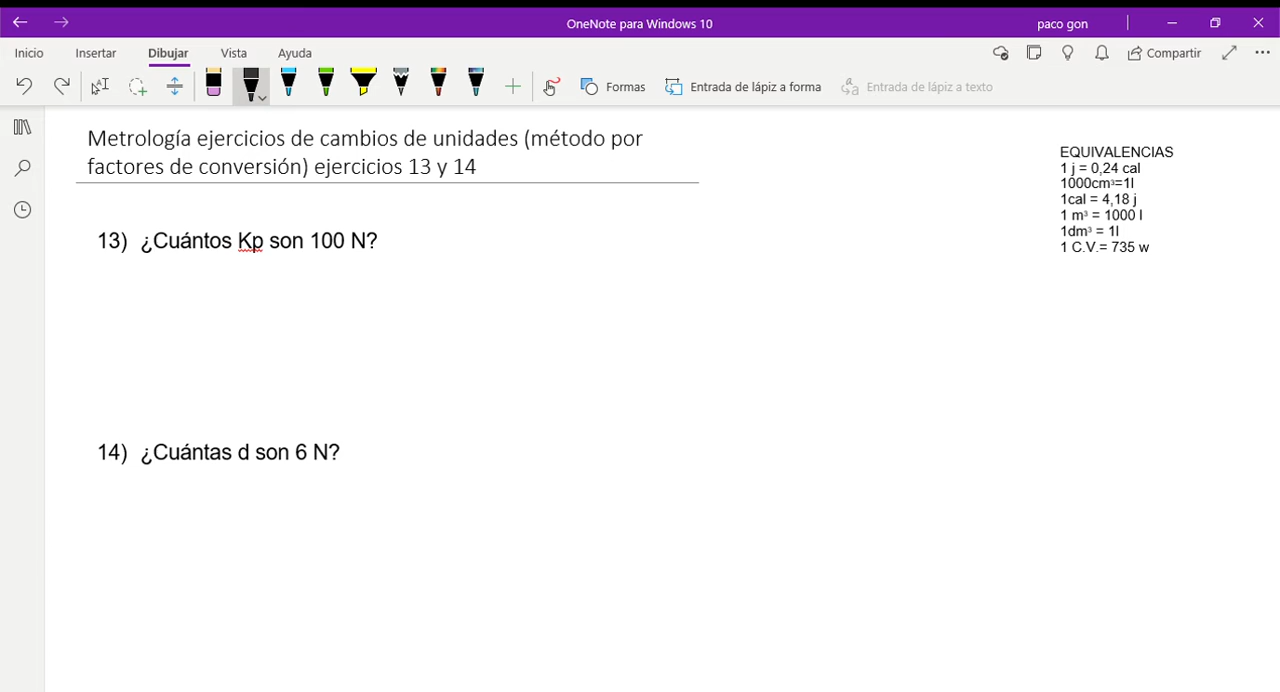 OneNote para Windows 10
paco gon
Inicio
Insertar
Dibujar
Vista
Ayuda
Compartir
Formas
Entrada de lápiz a forma
Entrada de lápiz a texto
Metrología ejercicios de cambios de unidades (método por
factores de conversión) ejercicios 13 y 14
EQUIVALENCIAS
1 j = 0,24 cal
1000cm³=1l
1cal = 4,18 j
1 m³ = 1000 l
1dm³ = 1l
1 C.V.= 735 w
13) ¿Cuántos Kp son 100 N?
14) ¿Cuántas d son 6 N?